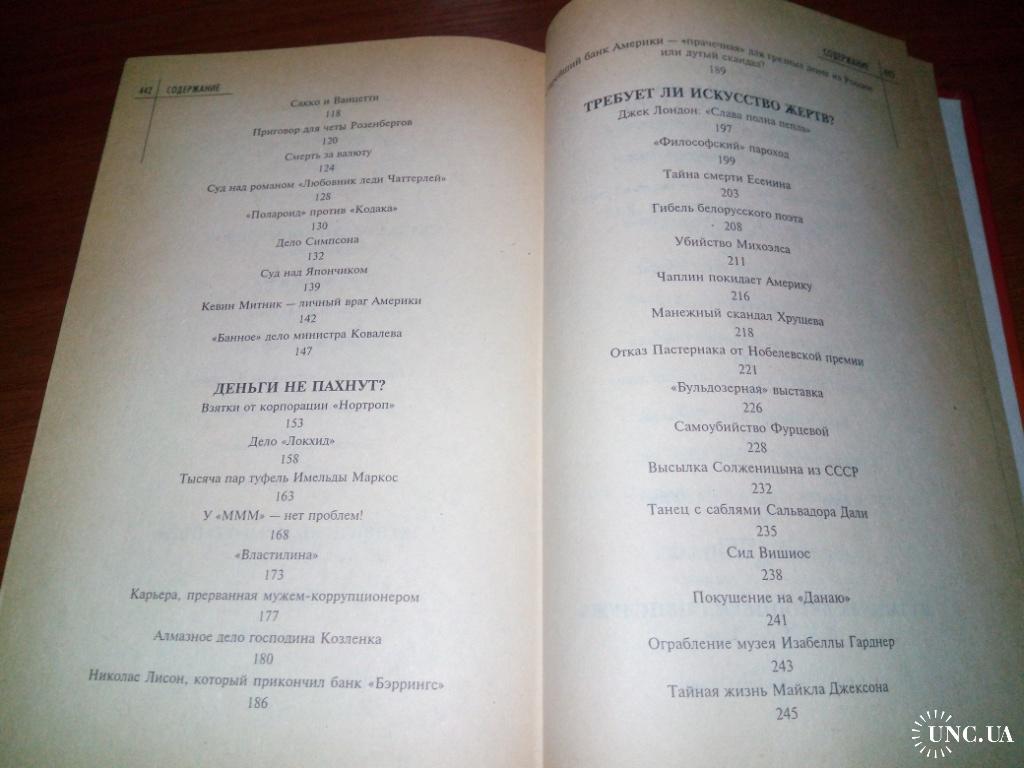 442 СОДЕРЖАНИЕ
Сакко и Ванцетти
118
Приговор для четы Розенбергов
120
Смерть за валюту
124
Суд над романом «Любовник леди Чаттерлей»
128
«Полароид» против «Кодака»
130
Дело Симпсона
132
Суд над Япончиком
139
Кевин Митник — личный враг Америки
142
«Банное» дело министра Ковалева
147
ДЕНЬГИ НЕ ПАХНУТ?
Взятки от корпорации «Нортроп»
153
Дело «Локхид»
158
Тысяча пар туфель Имельды Маркос
163
У «МММ» — нет проблем!
168
«Властилина»
173
Карьера, прерванная мужем-коррупционером
177
Алмазное дело господина Козленка
180
Николас Лисон, который прикончил банк «Бэррингс»
186
СОДЕРЖАНИЕ
банк Америки — «прачечная» для грязных денег из России
или дутый скандал?
189
ТРЕБУЕТ ЛИ ИСКУССТВО ЖЕРТВ?
Джек Лондон: «Слава полна пепла»
197
«Философский» пароход
199
Тайна смерти Есенина
203
Гибель белорусского поэта
208
Убийство Михоэлса
211
Чаплин покидает Америку
216
Манежный скандал Хрущева
218
Отказ Пастернака от Нобелевской премии
221
«Бульдозерная» выставка
226
Самоубийство Фурцевой
228
Высылка Солженицына из СССР
232
Танец с саблями Сальвадора Дали
235
Сид Вишиос
238
Покушение на «Данаю»
241
Ограбление музея Изабеллы Гарднер
243
Тайная жизнь Майкла Джексона
245
UNC.UA